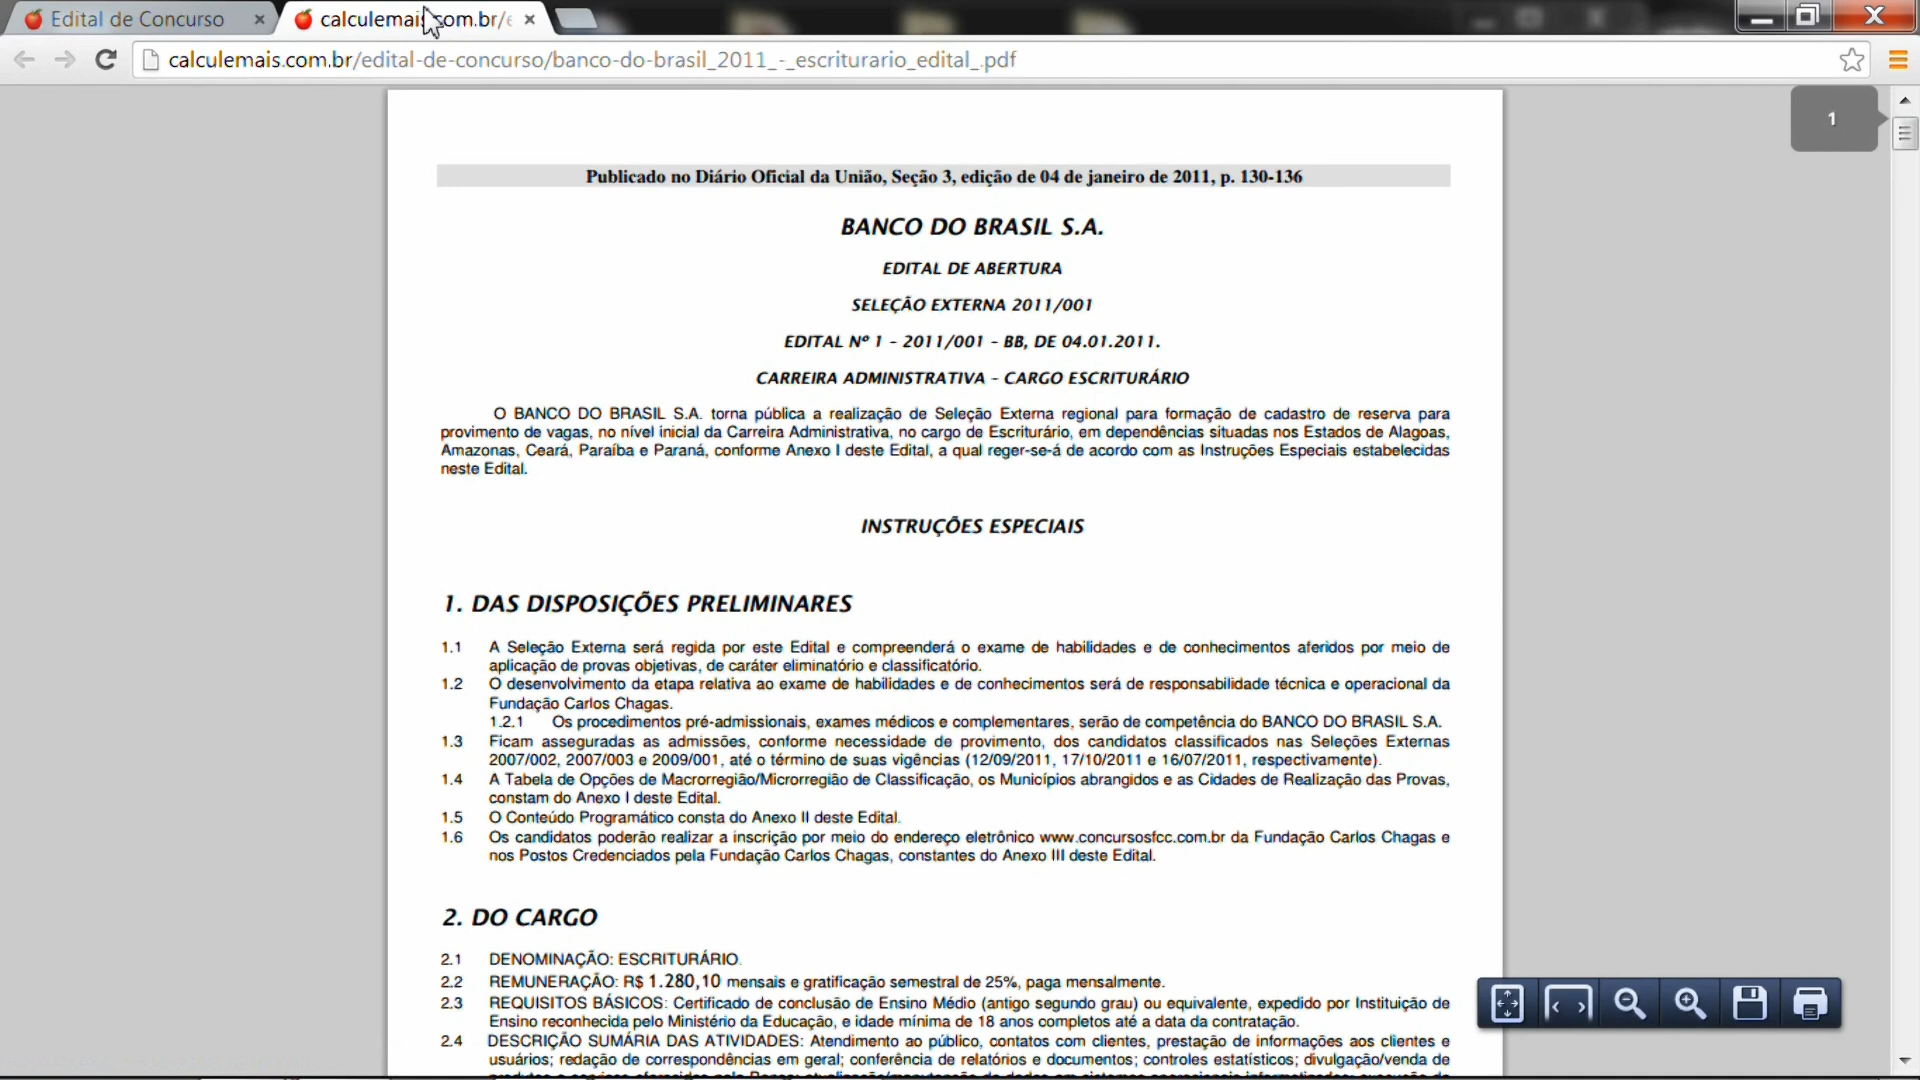 Edital de Concurso
calculemais.com.br/e
calculemais.com.br/edital-de-concurso/banco-do-brasil_2011_-_escriturario_edital_.pdf
1
Publicado no Diário Oficial da União, Seção 3, edição de 04 de janeiro de 2011, p. 130-136
BANCO DO BRASIL S.A.
EDITAL DE ABERTURA
SELEÇÃO EXTERNA 2011/001
EDITAL Nº 1 - 2011/001 - BB, DE 04.01.2011.
CARREIRA ADMINISTRATIVA - CARGO ESCRITURÁRIO
O BANCO DO BRASIL S.A. torna pública a realização de Seleção Externa regional para formação de cadastro de reserva para
provimento de vagas, no nível inicial da Carreira Administrativa, no cargo de Escriturário, em dependências situadas nos Estados de Alagoas,
Amazonas, Ceará, Paraíba e Paraná, conforme Anexo I deste Edital, a qual reger-se-á de acordo com as Instruções Especiais estabelecidas
neste Edital.
INSTRUÇÕES ESPECIAIS
1. DAS DISPOSIÇÕES PRELIMINARES
1.1 A Seleção Externa será regida por este Edital e compreenderá o exame de habilidades e de conhecimentos aferidos por meio de
aplicação de provas objetivas, de caráter eliminatório e classificatório.
1.2 O desenvolvimento da etapa relativa ao exame de habilidades e de conhecimentos será de responsabilidade técnica e operacional da
Fundação Carlos Chagas.
1.2.1 Os procedimentos pré-admissionais, exames médicos e complementares, serão de competência do BANCO DO BRASIL S.A.
1.3 Ficam asseguradas as admissões, conforme necessidade de provimento, dos candidatos classificados nas Seleções Externas
2007/002, 2007/003 e 2009/001, até o término de suas vigências (12/09/2011, 17/10/2011 e 16/07/2011, respectivamente).
1.4 A Tabela de Opções de Macrorregião/Microrregião de Classificação, os Municípios abrangidos e as Cidades de Realização das Provas,
constam do Anexo I deste Edital.
1.5 O Conteúdo Programático consta do Anexo II deste Edital.
1.6 Os candidatos poderão realizar a inscrição por meio do endereço eletrônico www.concursosfcc.com.br da Fundação Carlos Chagas e
nos Postos Credenciados pela Fundação Carlos Chagas, constantes do Anexo III deste Edital.
2. DO CARGO
2.1 DENOMINAÇÃO: ESCRITURÁRIO.
2.2 REMUNERAÇÃO: R$ 1.280,10 mensais e gratificação semestral de 25%, paga mensalmente.
2.3 REQUISITOS BÁSICOS: Certificado de conclusão de Ensino Médio (antigo segundo grau) ou equivalente, expedido por Instituição de
Ensino reconhecida pelo Ministério da Educação, e idade mínima de 18 anos completos até a data da contratação.
2.4 DESCRIÇÃO SUMÁRIA DAS ATIVIDADES: Atendimento ao público, contatos com clientes, prestação de informações aos clientes e
usuários; redação de correspondências em geral; conferência de relatórios e documentos; controles estatísticos; divulgação/venda de